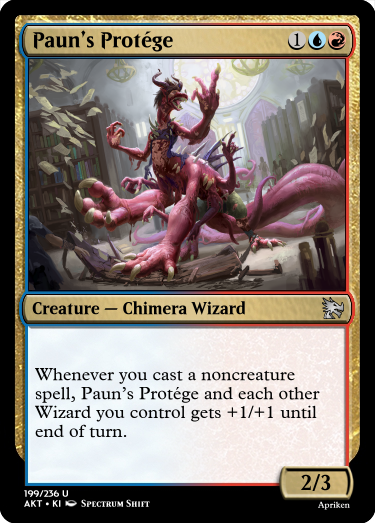 Paun's Protége
1 
Creature — Chimera Wizard
Whenever you cast a noncreature
spell, Paun's Protége and each other
Wizard you control gets +1/+1 until
end of turn.
2/3
199/236 U
AKT • KI Spectrum Shift
Apriken